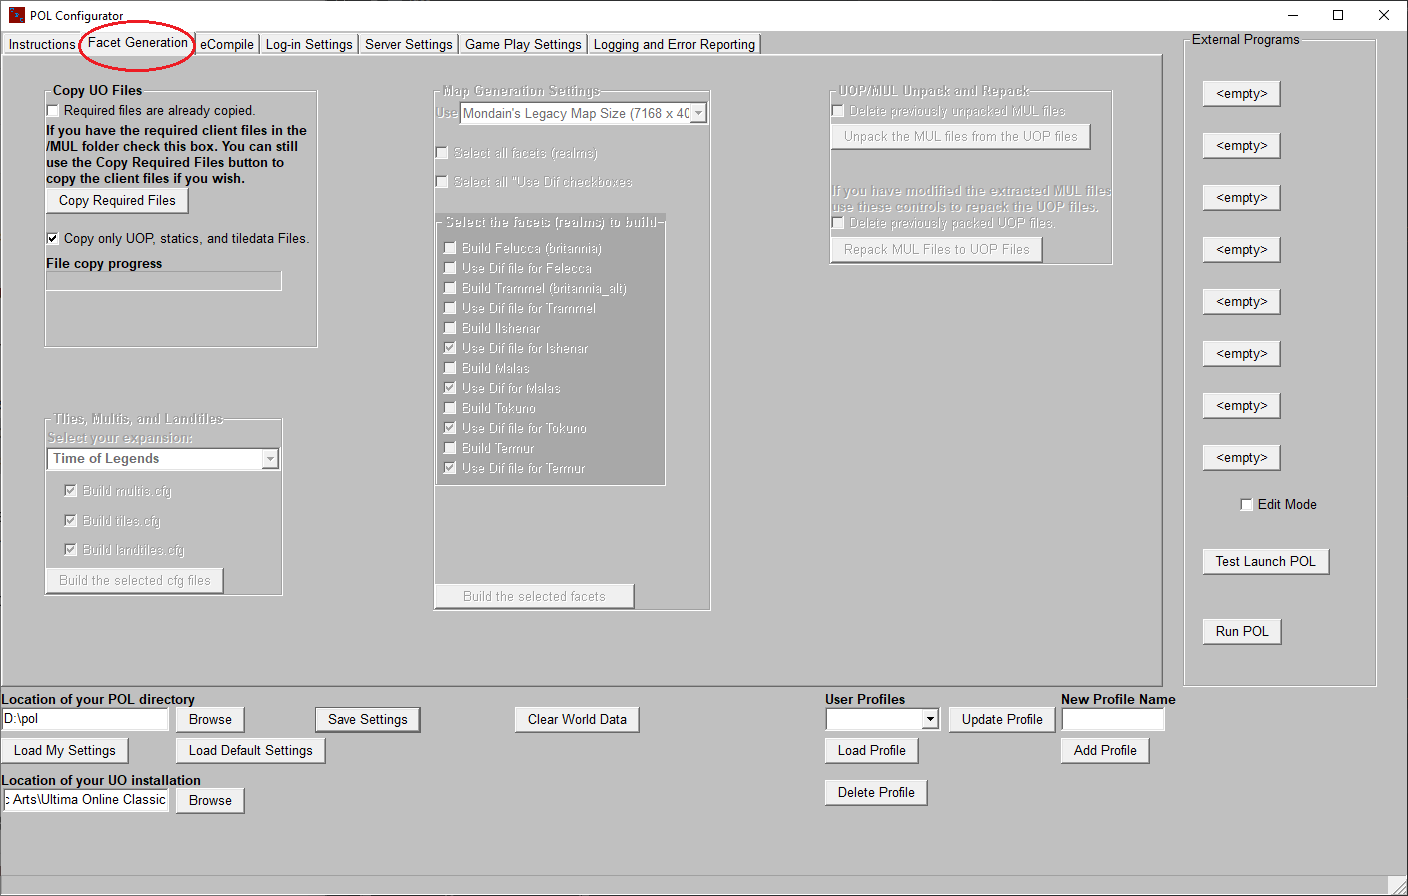 POL Configurator
Instructions Facet Generation eCompile Log-in Settings Server Settings Game Play Settings Logging and Error Reporting
Copy UO Files
Required files are already copied.
If you have the required client files in the
/MUL folder check this box. You can still
use the Copy Required Files button to
copy the client files if you wish.
Copy Required Files
Copy only UOP, statics, and tiledata Files.
File copy progress
Tlies, Multis, and Landtiles
Select your expansion:
Time of Legends
Build multis.cfg
Build tiles.cfg
Build landtiles.cfg
Build the selected cfg files
Map Generation Settings
Use Mondain's Legacy Map Size (7168 x 40
Select all facets (realms)
Select all "Use Dif checkboxes
Select the facets (realms) to build
Build Felucca (britannia)
Use Dif file for Felecca
Build Trammel (britannia_alt)
Use Dif file for Trammel
Build Ilshenar
Use Dif file for Ishenar
Build Malas
Use Dif for Malas
Build Tokuno
Use Dif file for Tokuno
Build Termur
Use Dif file for Termur
Build the selected facets
UOP/MUL Unpack and Repack
Delete previously unpacked MUL files
Unpack the MUL files from the UOP files
If you have modified the extracted MUL files
use these controls to repack the UOP files.
Delete previously packed UOP files.
Repack MUL Files to UOP Files
External Programs
<empty>
<empty>
<empty>
<empty>
<empty>
<empty>
<empty>
<empty>
Edit Mode
Test Launch POL
Run POL
Location of your POL directory
D:\pol Browse Save Settings Clear World Data
Load My Settings Load Default Settings
Location of your UO installation
c Arts\Ultima Online Classic Browse
User Profiles New Profile Name
Update Profile
Load Profile Add Profile
Delete Profile